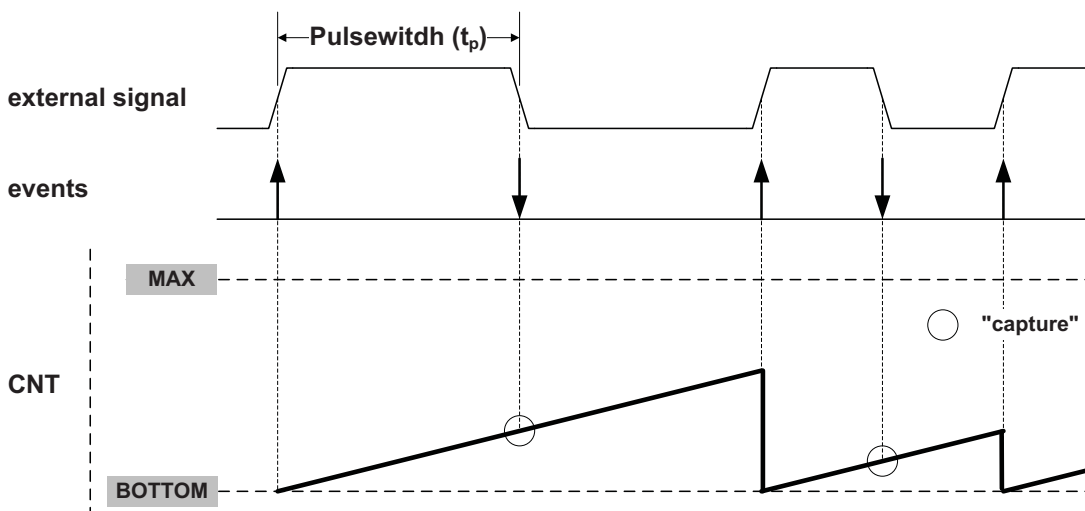 Pulsewitdh (tp)
external signal
events
MAX
"capture"
CNT
BOTTOM